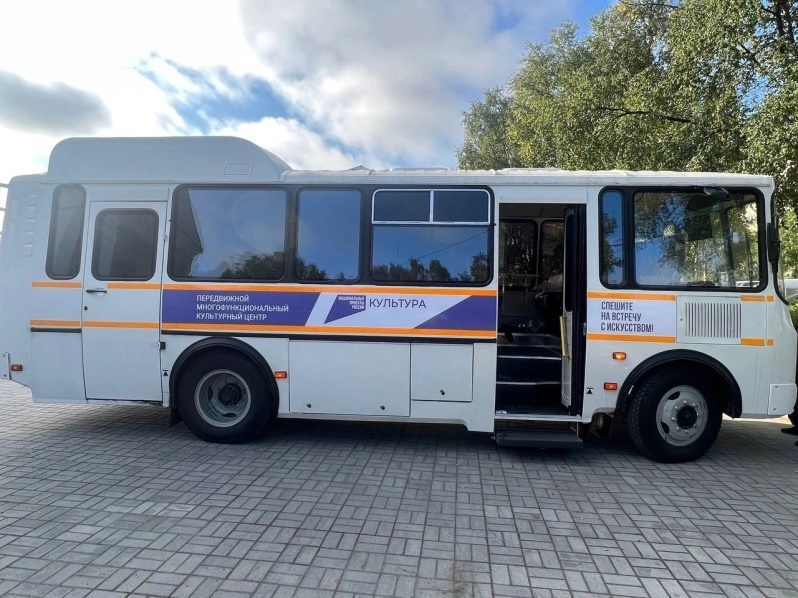 ПЕРЕДВИЖНОЙ
МНОГОФУНКЦИОНАЛЬНЫЙ
КУЛЬТУРНЫЙ ЦЕНТР
НАЦИОНАЛЬНЫЕ
ПРОЕКТЫ
РОССИИ
КУЛЬТУРА
СПЕШИТЕ
НА ВСТРЕЧУ
С ИСКУССТВОМ!